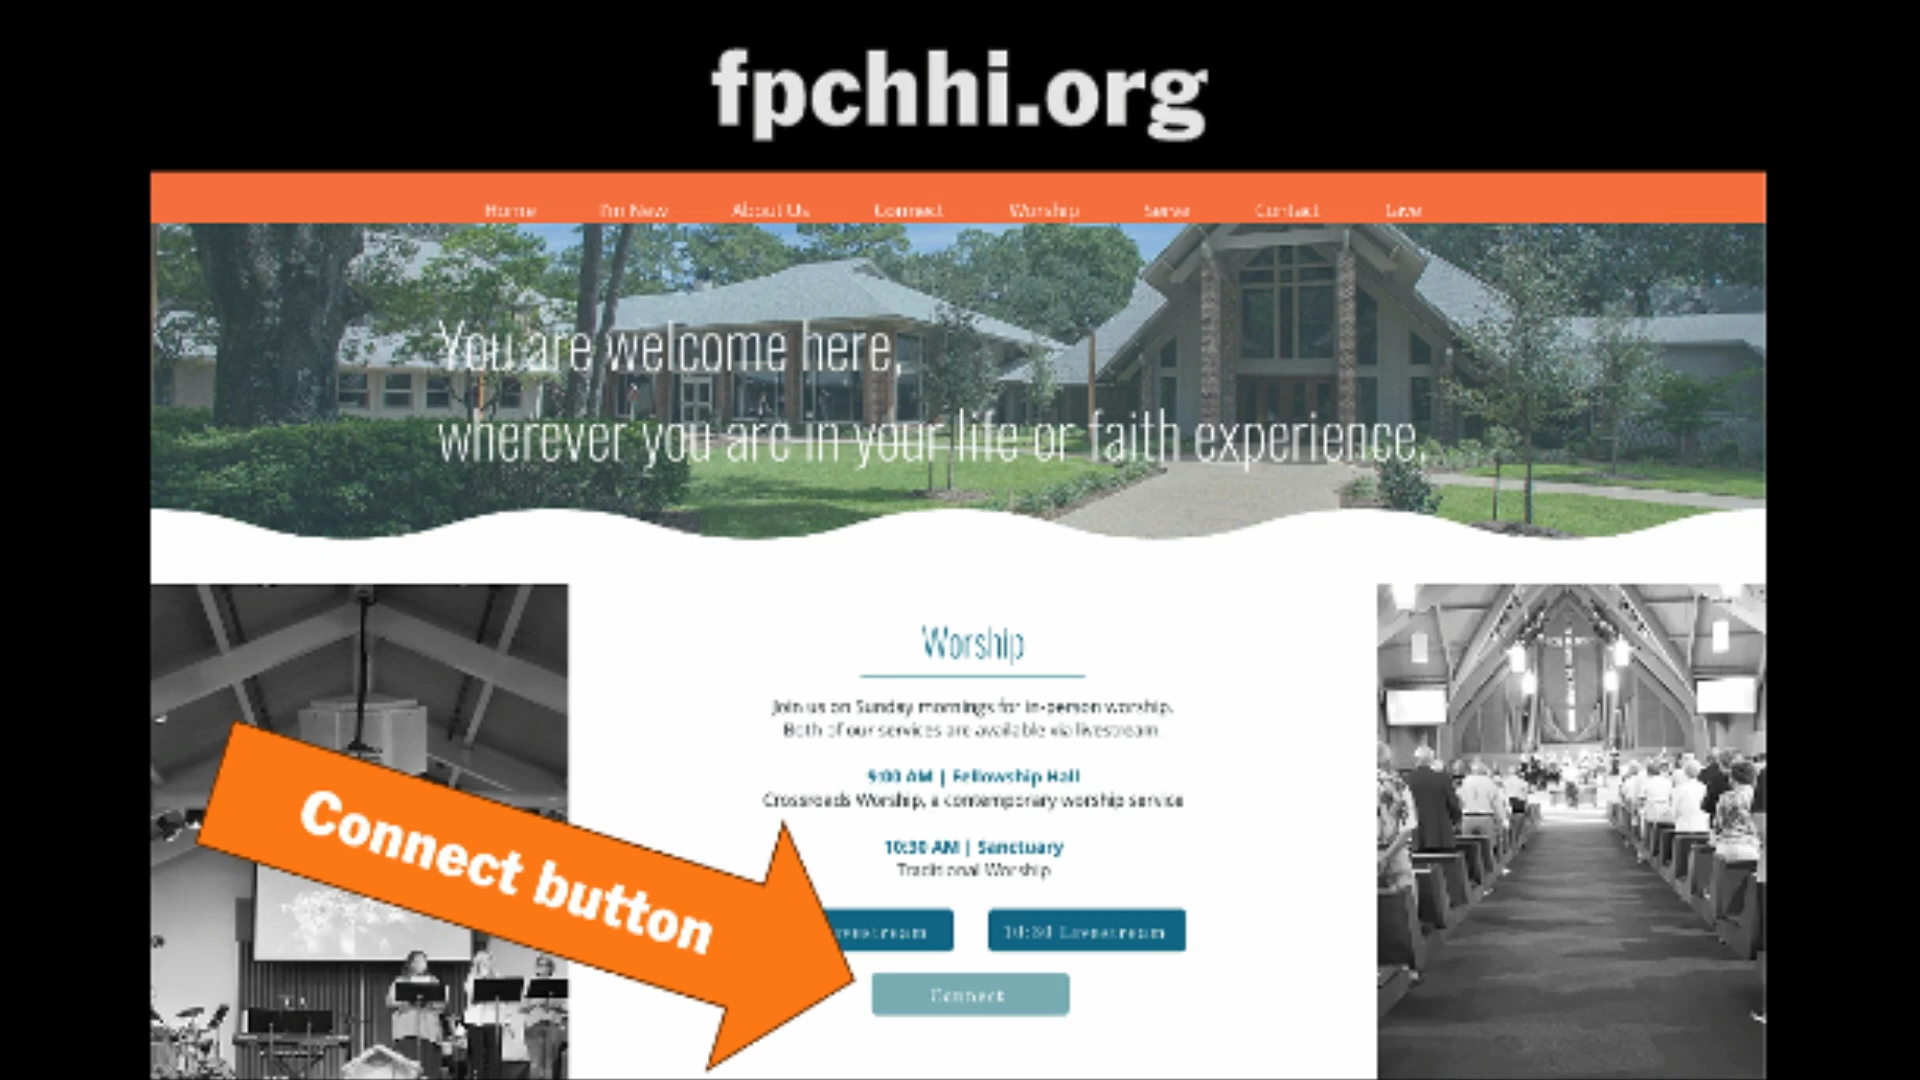 fpchhi.org
Home I'm New About Us Connect Worship Serve Contact Give
You are welcome here,
wherever you are in your life or faith experience.
Worship
Join us on Sunday mornings for in-person worship.
Both of our services are available via livestream.
9:00 AM | Fellowship Hall
Crossroads Worship, a contemporary worship service
10:30 AM | Sanctuary
Traditional Worship
Connect button
10:30 Livestream
Connect